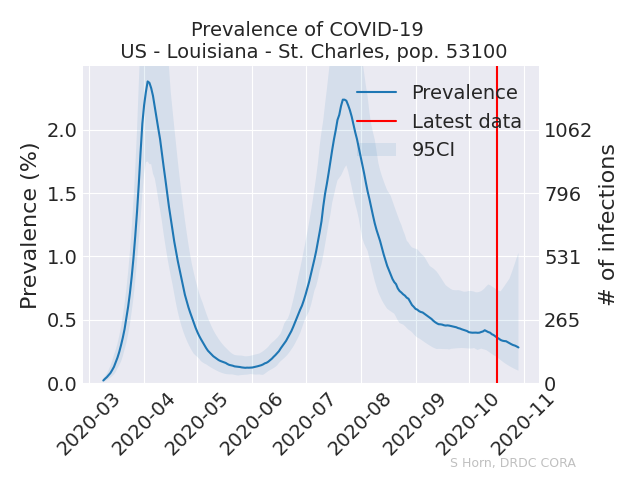 Prevalence of COVID-19
US - Louisiana - St. Charles, pop. 53100
Prevalence (%)
2.0
1.5
1.0
0.5
0.0
Prevalence
Latest data
95CI
1062
796
531
265
0
# of infections
2020-03
2020-04
2020-05
2020-06
2020-07
2020-08
2020-09
2020-10
2020-11
S Horn, DRDC CORA